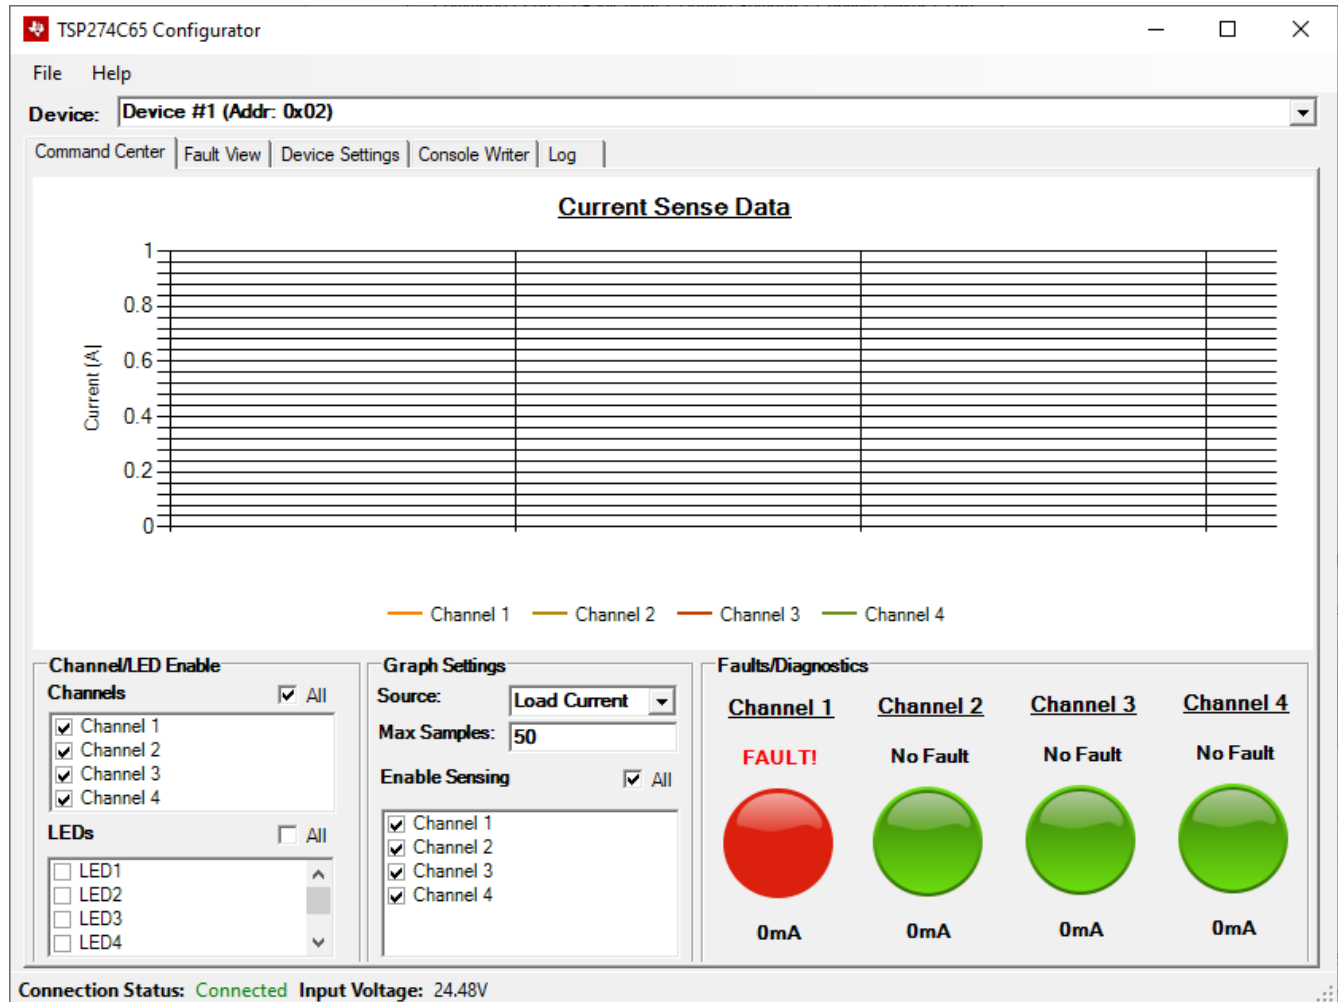 TSP274C65 Configurator
File Help
Device: Device #1 (Addr: 0x02)
Command Center Fault View Device Settings Console Writer Log
Current Sense Data
1
0.8
0.6
0.4
0.2
0
Current (A)
Channel 1 Channel 2 Channel 3 Channel 4
Channel/LED Enable
Channels All
Channel 1
Channel 2
Channel 3
Channel 4
LEDs All
LED1
LED2
LED3
LED4
Graph Settings
Source: Load Current
Max Samples: 50
Enable Sensing All
Channel 1
Channel 2
Channel 3
Channel 4
Faults/Diagnostics
Channel 1 Channel 2 Channel 3 Channel 4
FAULT! No Fault No Fault No Fault
0mA 0mA 0mA 0mA
Connection Status: Connected Input Voltage: 24.48V